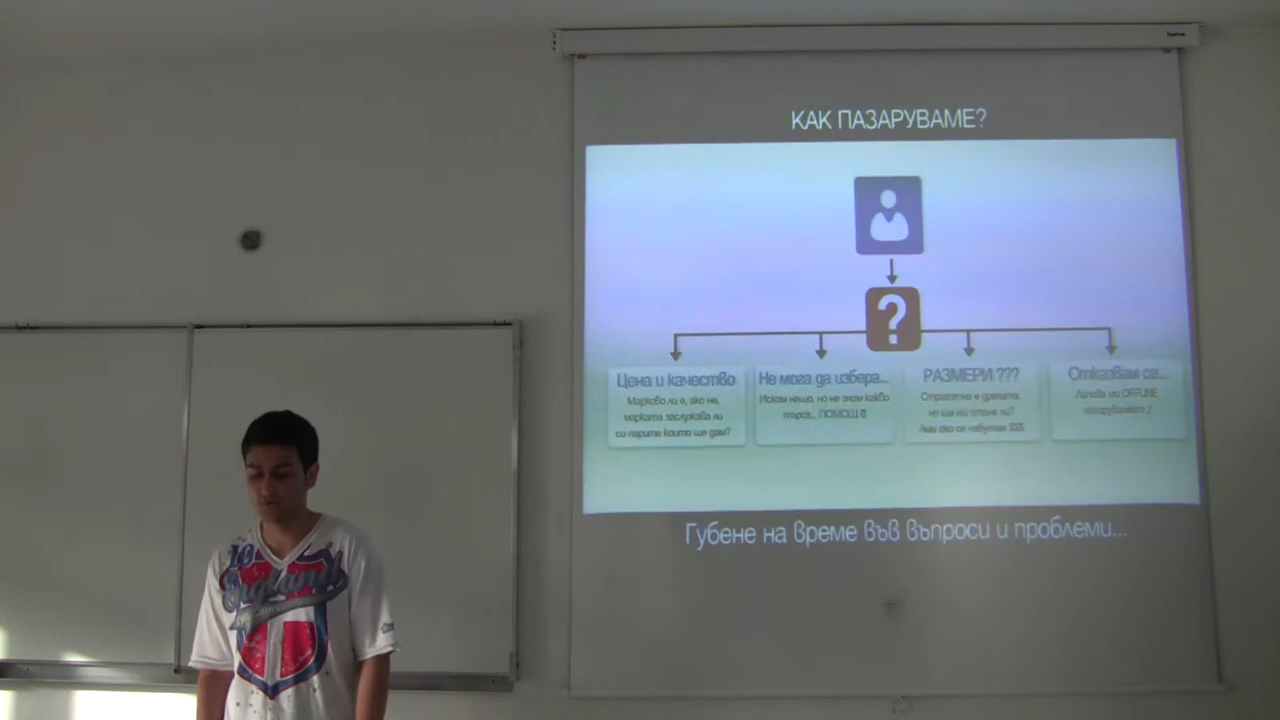 hama
КАК ПАЗАРУВАМЕ?
?
Цена и качество
Марково ли е, ако не,
марката заслужава ли
си парите които ще дам?
Не мога да избера...
Искам нещо, но не знам какво
търся... ПОМОЩ !!!
РАЗМЕРИ ???
Страхотна е дрехата,
но ще ми стане ли?
Ами ако се набутам $$$
Отказвам се...
OFFLINE
пазаруването
Губене на време във въпроси и проблеми...
10
England